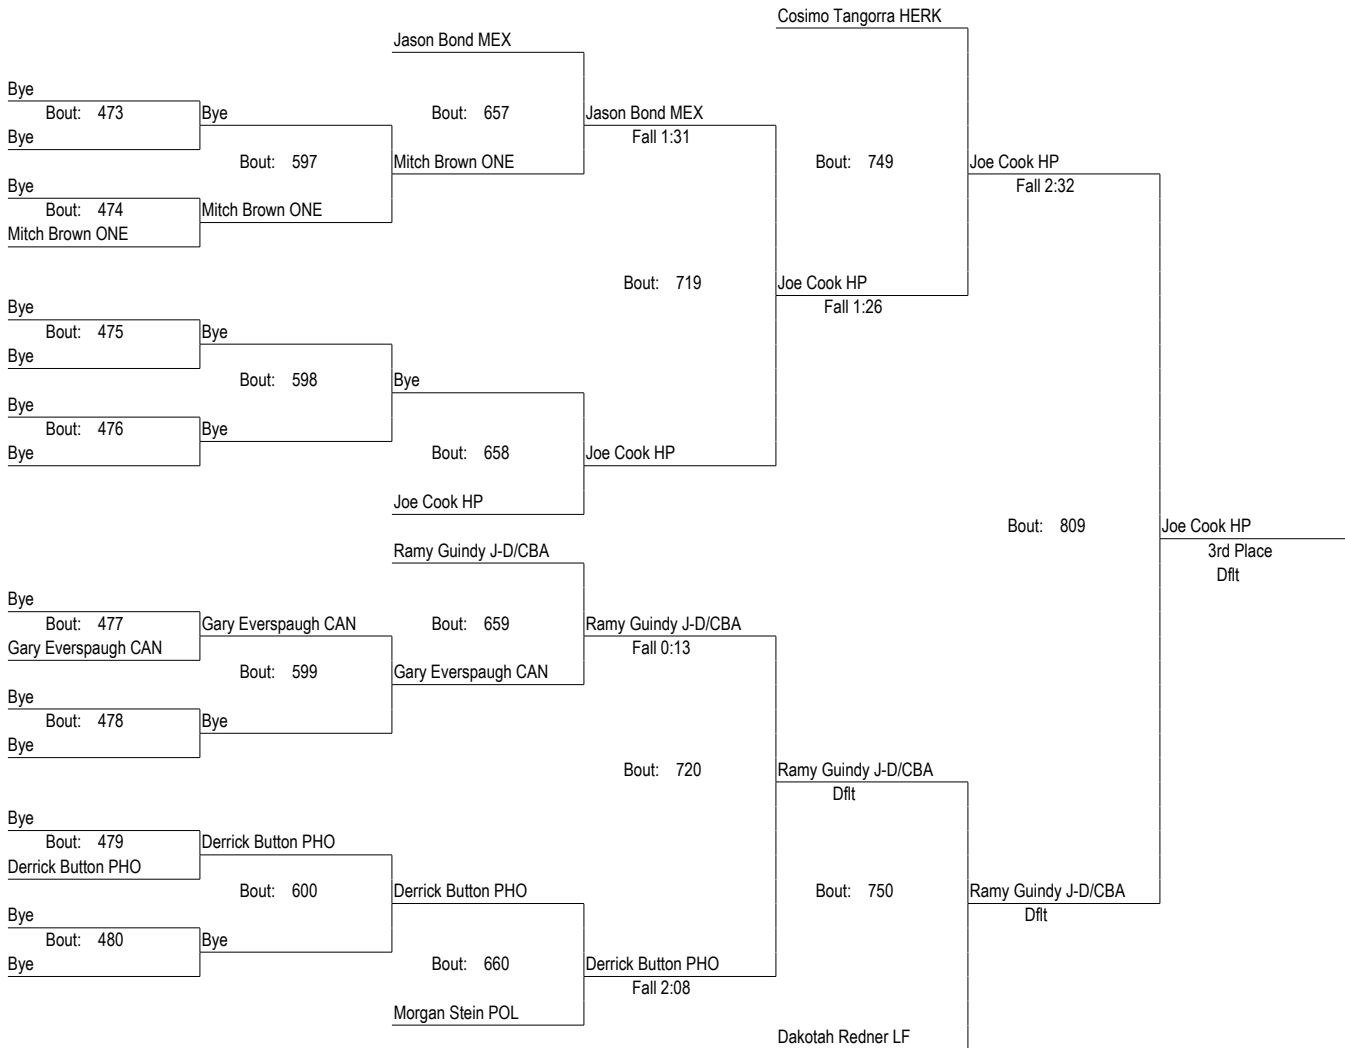 Cosimo Tangorra HERK
Jason Bond MEX
Bye
Bout: 473
Bye
Bout: 657
Jason Bond MEX
Bye
Fall 1:31
Bout: 597
Mitch Brown ONE
Bout: 749
Joe Cook HP
Bye
Fall 2:32
Bout: 474
Mitch Brown ONE
Mitch Brown ONE
Bout: 719
Joe Cook HP
Bye
Fall 1:26
Bout: 475
Bye
Bye
Bout: 598
Bye
Bye
Bout: 476
Bye
Bye
Bout: 658
Joe Cook HP
Joe Cook HP
Bout: 809
Joe Cook HP
3rd Place
Dflt
Ramy Guindy J-D/CBA
Bye
Bout: 477
Gary Everspaugh CAN
Bout: 659
Ramy Guindy J-D/CBA
Gary Everspaugh CAN
Fall 0:13
Bout: 599
Gary Everspaugh CAN
Bye
Bout: 478
Bye
Bye
Bout: 720
Ramy Guindy J-D/CBA
Dflt
Bye
Bout: 479
Derrick Button PHO
Derrick Button PHO
Bout: 600
Derrick Button PHO
Bout: 750
Ramy Guindy J-D/CBA
Dflt
Bye
Bout: 480
Bye
Bye
Bout: 660
Derrick Button PHO
Fall 2:08
Morgan Stein POL
Dakotah Redner LF